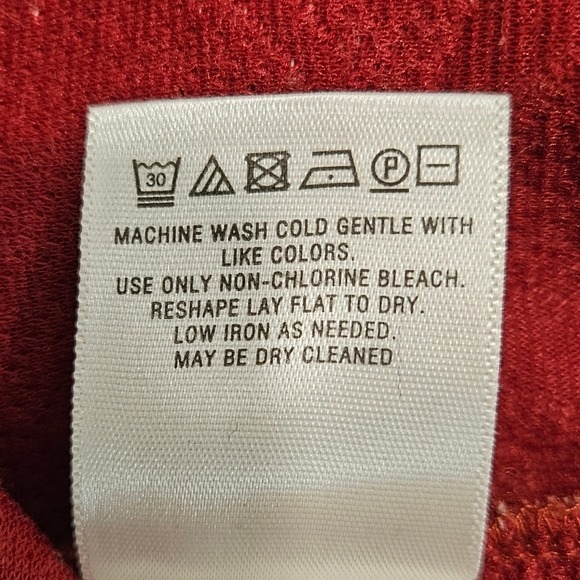 30 P
MACHINE WASH COLD GENTLE WITH
LIKE COLORS.
USE ONLY NON-CHLORINE BLEACH.
RESHAPE LAY FLAT TO DRY.
LOW IRON AS NEEDED.
MAY BE DRY CLEANED